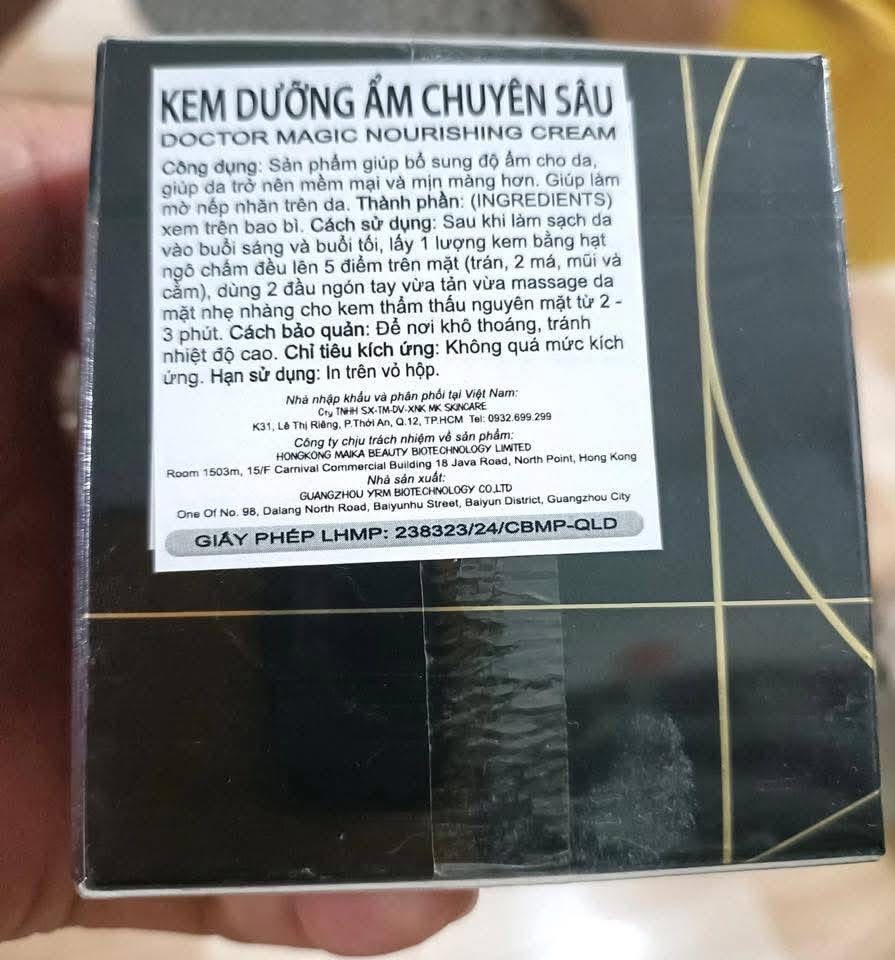 KEM DƯỠNG ẨM CHUYÊN SÂU
DOCTOR MAGIC NOURISHING CREAM
Công dụng: Sản phẩm giúp bổ sung độ ẩm cho da,
giúp da trở nên mềm mại và mịn màng hơn. Giúp làm
mờ nếp nhăn trên da. Thành phần: (INGREDIENTS)
xem trên bao bì. Cách sử dụng: Sau khi làm sạch da
vào buổi sáng và buổi tối, lấy 1 lượng kem bằng hạt
ngô chấm đều lên 5 điểm trên mặt (trán, 2 má, mũi và
cằm), dùng 2 đầu ngón tay vừa tản vừa massage da
mặt nhẹ nhàng cho kem thẩm thấu nguyên mặt từ 2 -
3 phút. Cách bảo quản: Để nơi khô thoáng, tránh
nhiệt độ cao. Chỉ tiêu kích ứng: Không quá mức kích
ứng. Hạn sử dụng: In trên vỏ hộp.
Nhà nhập khẩu và phân phối tại Việt Nam:
Cty TNHH SX-TM-DV-XNK MK SKINCARE
K31, Lê Thị Riêng, P.Thới An, Q.12, TP.HCM Tel: 0932.699.299
Công ty chịu trách nhiệm về sản phẩm:
HONGKONG MAIKA BEAUTY BIOTECHNOLOGY LIMITED
Room 1503m, 15/F Carnival Commercial Building 18 Java Road, North Point, Hong Kong
Nhà sản xuất:
GUANGZHOU YRM BIOTECHNOLOGY CO.LTD
One Of No. 98, Dalang North Road, Baiyunhu Street, Baiyun District, Guangzhou City
GIẤY PHÉP LHMP: 238323/24/CBMP-QLD